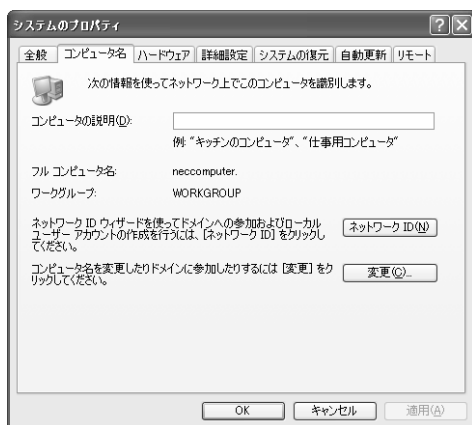 システムのプロパティ
全般 コンピュータ名 ハードウェア 詳細設定 システムの復元 自動更新 リモート
次の情報を使ってネットワーク上でこのコンピュータを識別します。
コンピュータの説明(D):
例: "キッチンのコンピュータ"、"仕事用コンピュータ"
フル コンピュータ名: neccomputer.
ワークグループ: WORKGROUP
ネットワーク ID ウィザードを使ってドメインへの参加およびローカル
ユーザー アカウントの作成を行うには、[ネットワーク ID] をクリックし
てください。
ネットワーク ID(N)
コンピュータ名を変更したりドメインに参加したりするには [変更] をク
リックしてください。
変更(C)...
OK キャンセル 適用(A)